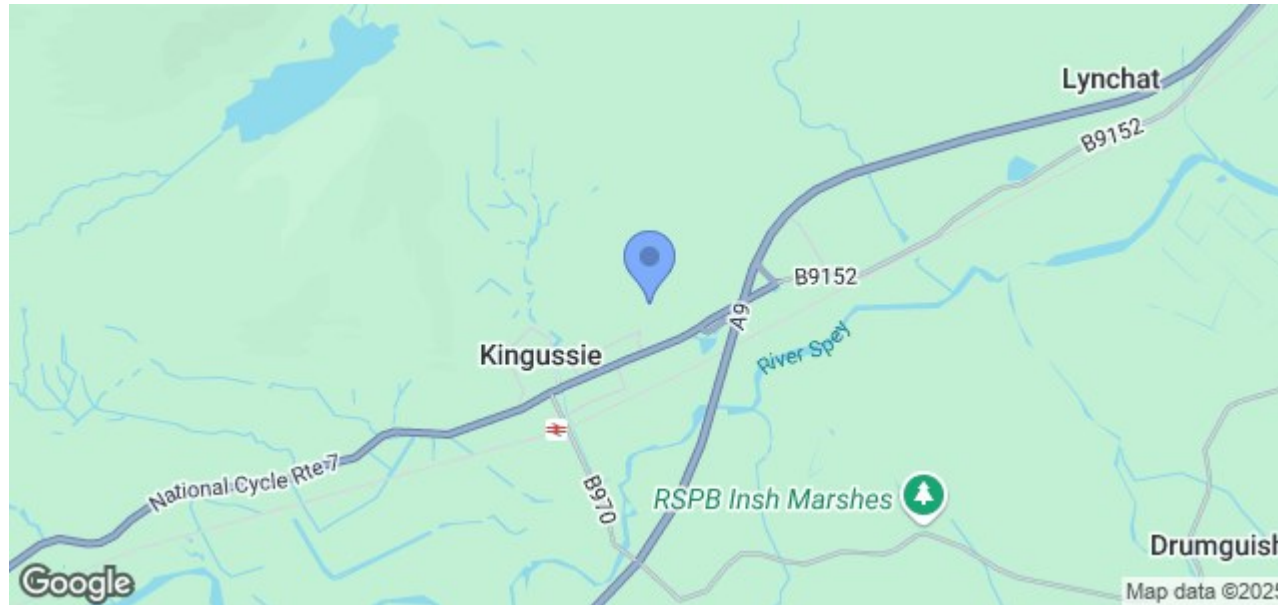 Lynchat
B9152
B9152
A9
River Spey
Kingussie
National Cycle Rte 7
B970
RSPB Insh Marshes
Drumguish
Google
Map data ©2025